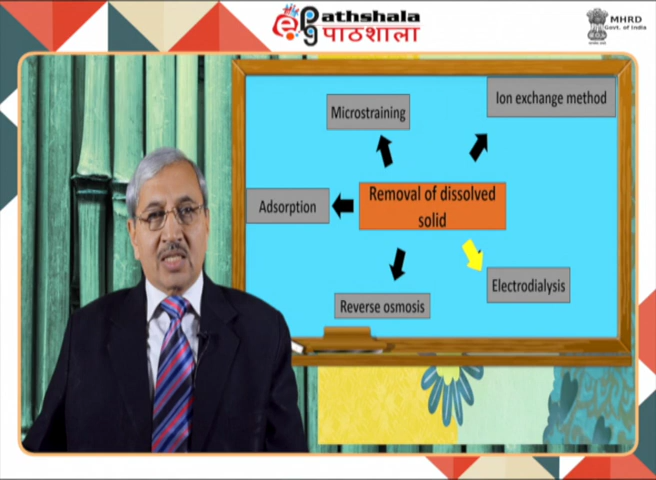 Pathshala
पाठशाला
MHRD
Govt. of India
Microstraining
Ion exchange method
Adsorption
Removal of dissolved
solid
Electrodialysis
Reverse osmosis